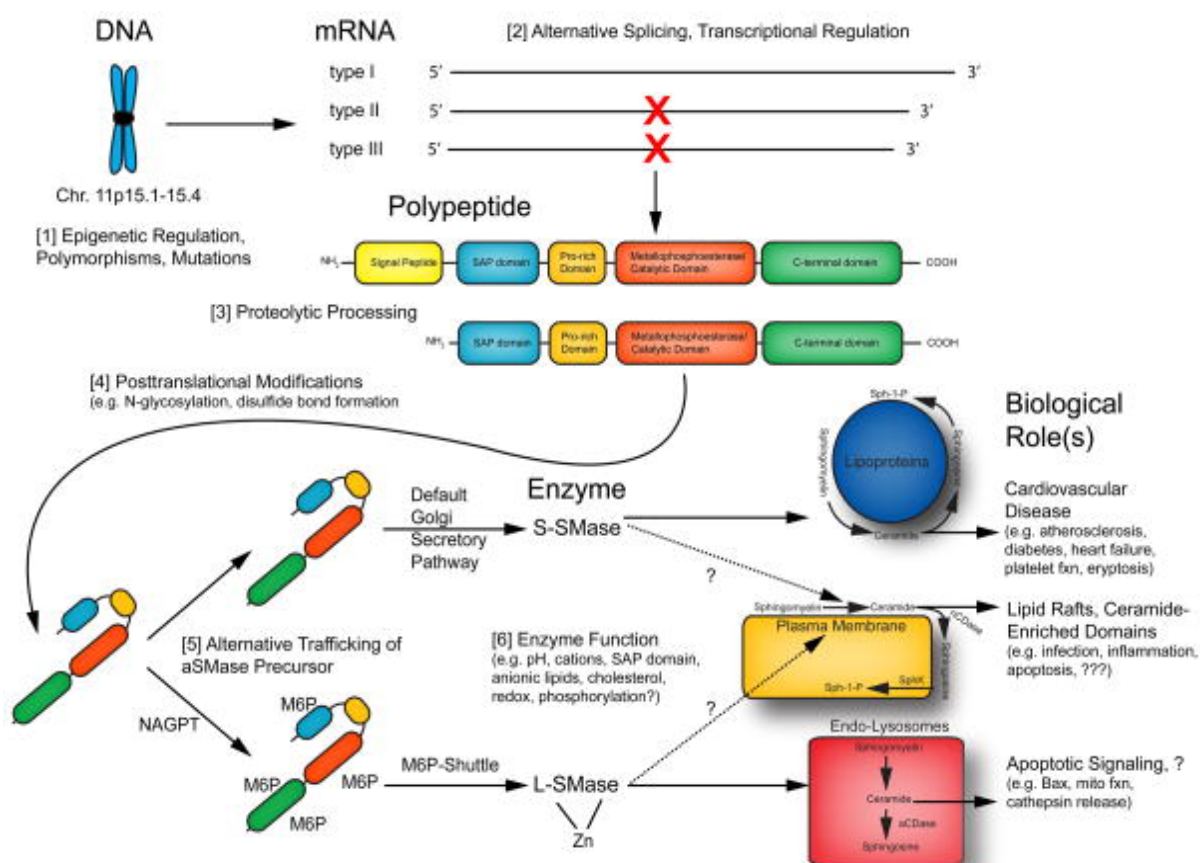 DNA
mRNA
[2] Alternative Splicing, Transcriptional Regulation
type I 5’ 3’
type II 5’ X 3’
type III 5’ X 3’
Chr. 11p15.1-15.4
[1] Epigenetic Regulation,
Polymorphisms, Mutations
Polypeptide
NH2 Signal Peptide SAP domain Pro-rich Domain Metallophosphoesterase/ Catalytic Domain C-terminal domain COOH
[3] Proteolytic Processing
NH2 SAP domain Pro-rich Domain Metallophosphoesterase/ Catalytic Domain C-terminal domain COOH
[4] Posttranslational Modifications
(e.g. N-glycosylation, disulfide bond formation
Default
Golgi
Secretory
Pathway
Enzyme
S-SMase
Sph-1-P
Sphingomyelin
Lipoproteins
Sphingosine
Ceramide
Biological
Role(s)
Cardiovascular
Disease
(e.g. atherosclerosis,
diabetes, heart failure,
platelet fxn, eryptosis)
?
[5] Alternative Trafficking of
aSMase Precursor
NAGPT
[6] Enzyme Function
(e.g. pH, cations, SAP domain,
anionic lipids, cholesterol,
redox, phosphorylation?)
Sphingomyelin Ceramide
aCDase
Plasma Membrane
Sphingosine
Sph-1-P SphK
Lipid Rafts, Ceramide-
Enriched Domains
(e.g. infection, inflammation,
apoptosis, ???)
?
M6P
M6P
M6P
M6P
M6P-Shuttle
L-SMase
Zn
Endo-Lysosomes
Sphingomyelin
Ceramide
aCDase
Sphingosine
Apoptotic Signaling, ?
(e.g. Bax, mito fxn,
cathepsin release)